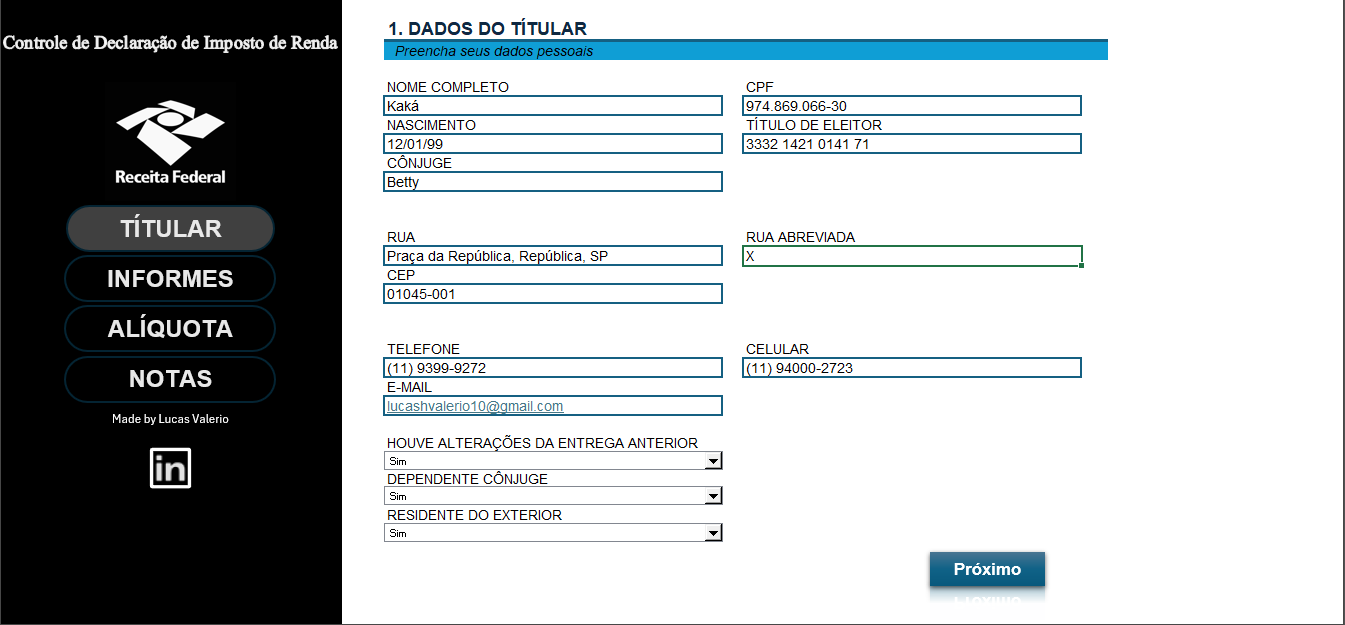 Controle de Declaração de Imposto de Renda
Receita Federal
TÍTULAR
INFORMES
ALÍQUOTA
NOTAS
Made by Lucas Valerio
in
1. DADOS DO TÍTULAR
Preencha seus dados pessoais
NOME COMPLETO
Kaká
CPF
974.869.066-30
NASCIMENTO
12/01/99
TÍTULO DE ELEITOR
3332 1421 0141 71
CÔNJUGE
Betty
RUA
Praça da República, República, SP
RUA ABREVIADA
X
CEP
01045-001
TELEFONE
(11) 9399-9272
CELULAR
(11) 94000-2723
E-MAIL
lucashvalerio10@gmail.com
HOUVE ALTERAÇÕES DA ENTREGA ANTERIOR
Sim
DEPENDENTE CÔNJUGE
Sim
RESIDENTE DO EXTERIOR
Sim
Próximo